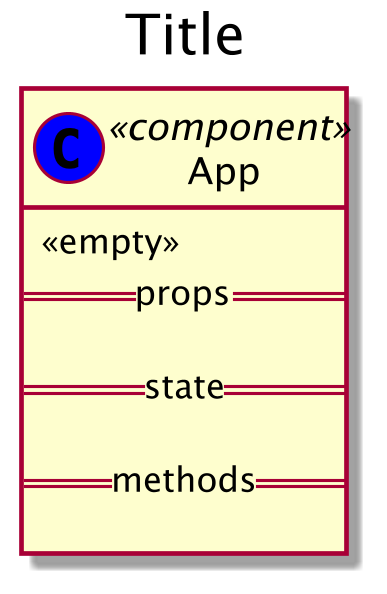 Title
C
«component»
App
«empty»
props
state
methods